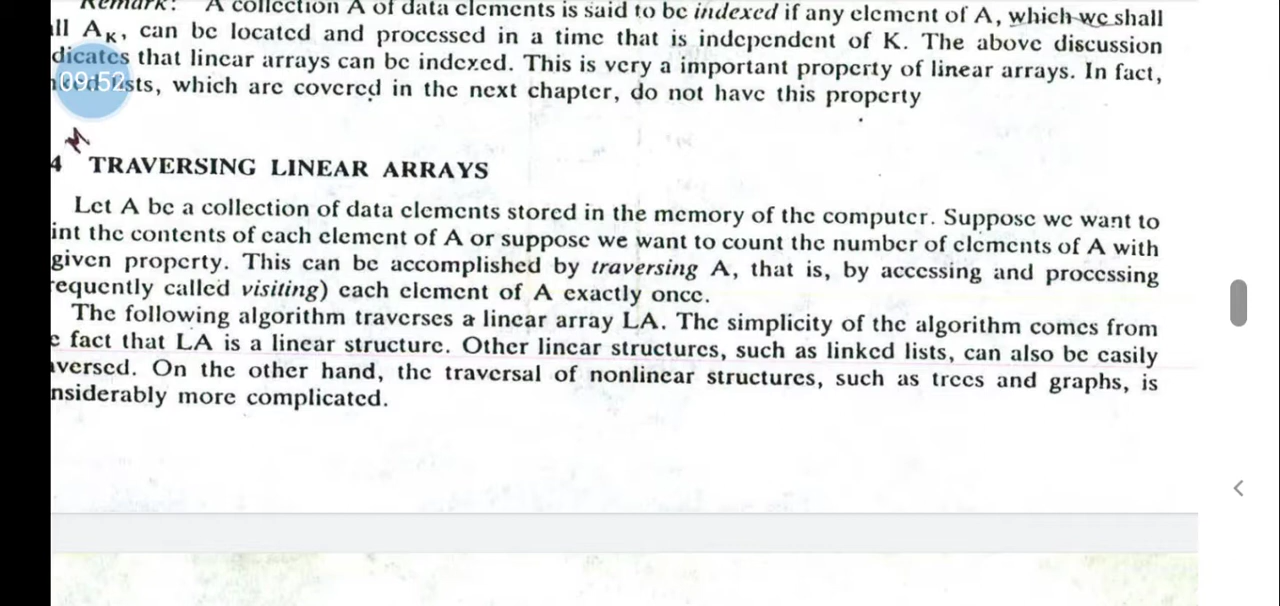 Remark: A collection A of data elements is said to be indexed if any element of A, which we shall
ll AK, can be located and processed in a time that is independent of K. The above discussion
dicates that linear arrays can be indexed. This is very a important property of linear arrays. In fact,
09:52 sts, which are covered in the next chapter, do not have this property
4 TRAVERSING LINEAR ARRAYS
Let A be a collection of data elements stored in the memory of the computer. Suppose we want to
int the contents of each element of A or suppose we want to count the number of elements of A with
given property. This can be accomplished by traversing A, that is, by accessing and processing
requently called visiting) each element of A exactly once.
The following algorithm traverses a linear array LA. The simplicity of the algorithm comes from
e fact that LA is a linear structure. Other linear structures, such as linked lists, can also be easily
aversed. On the other hand, the traversal of nonlinear structures, such as trees and graphs, is
nsiderably more complicated.